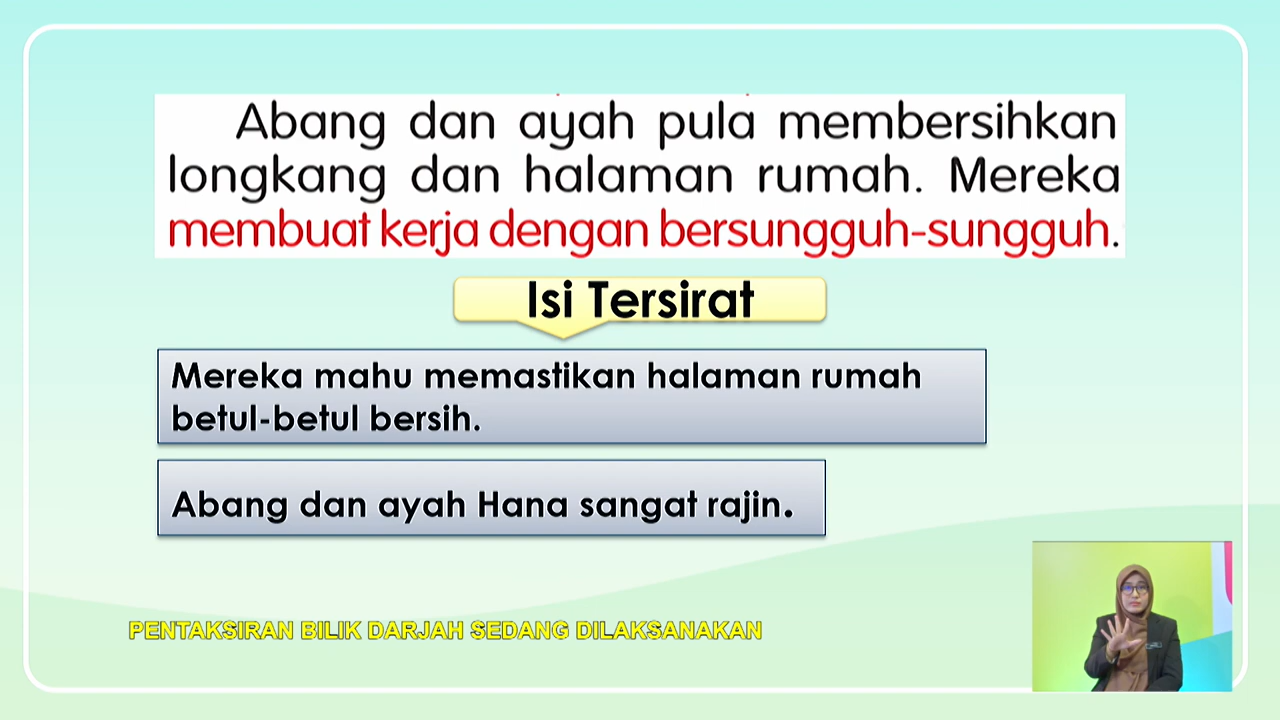 Abang dan ayah pula membersihkan
longkang dan halaman rumah. Mereka
membuat kerja dengan bersungguh-sungguh.
Isi Tersirat
Mereka mahu memastikan halaman rumah
betul-betul bersih.
Abang dan ayah Hana sangat rajin.
PENTAKSIRAN BILIK DARJAH SEDANG DILAKSANAKAN